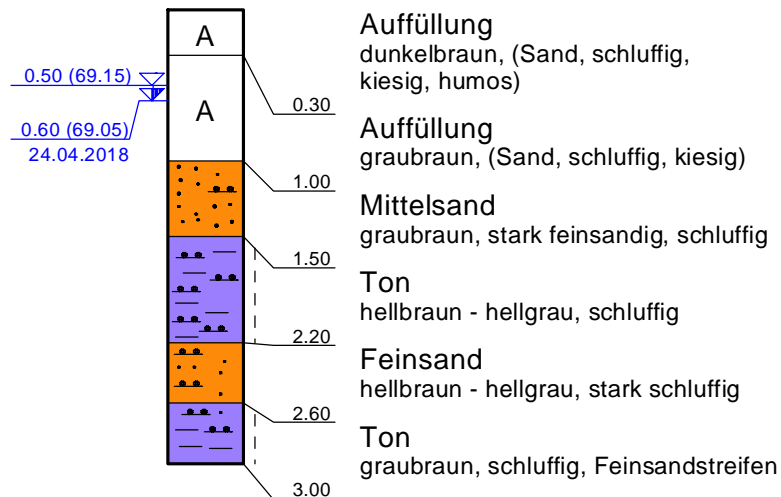 A
Auffüllung
dunkelbraun, (Sand, schluffig,
kiesig, humos)
0.50 (69.15)
0.30
A
0.60 (69.05)
24.04.2018
Auffüllung
graubraun, (Sand, schluffig, kiesig)
1.00
Mittelsand
graubraun, stark feinsandig, schluffig
1.50
Ton
hellbraun - hellgrau, schluffig
2.20
Feinsand
hellbraun - hellgrau, stark schluffig
2.60
Ton
graubraun, schluffig, Feinsandstreifen
3.00